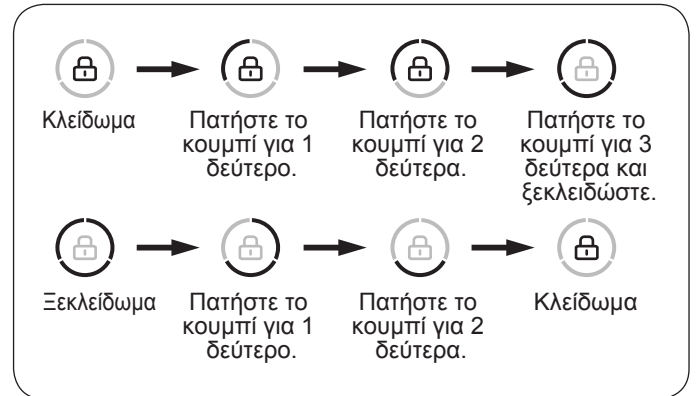 Κλείδωμα
Πατήστε το
κουμπί για 1
δεύτερο.
Πατήστε το
κουμπί για 2
δεύτερα.
Πατήστε το
κουμπί για 3
δεύτερα και
ξεκλειδώστε.
Ξεκλείδωμα
Πατήστε το
κουμπί για 1
δεύτερο.
Πατήστε το
κουμπί για 2
δεύτερα.
Κλείδωμα